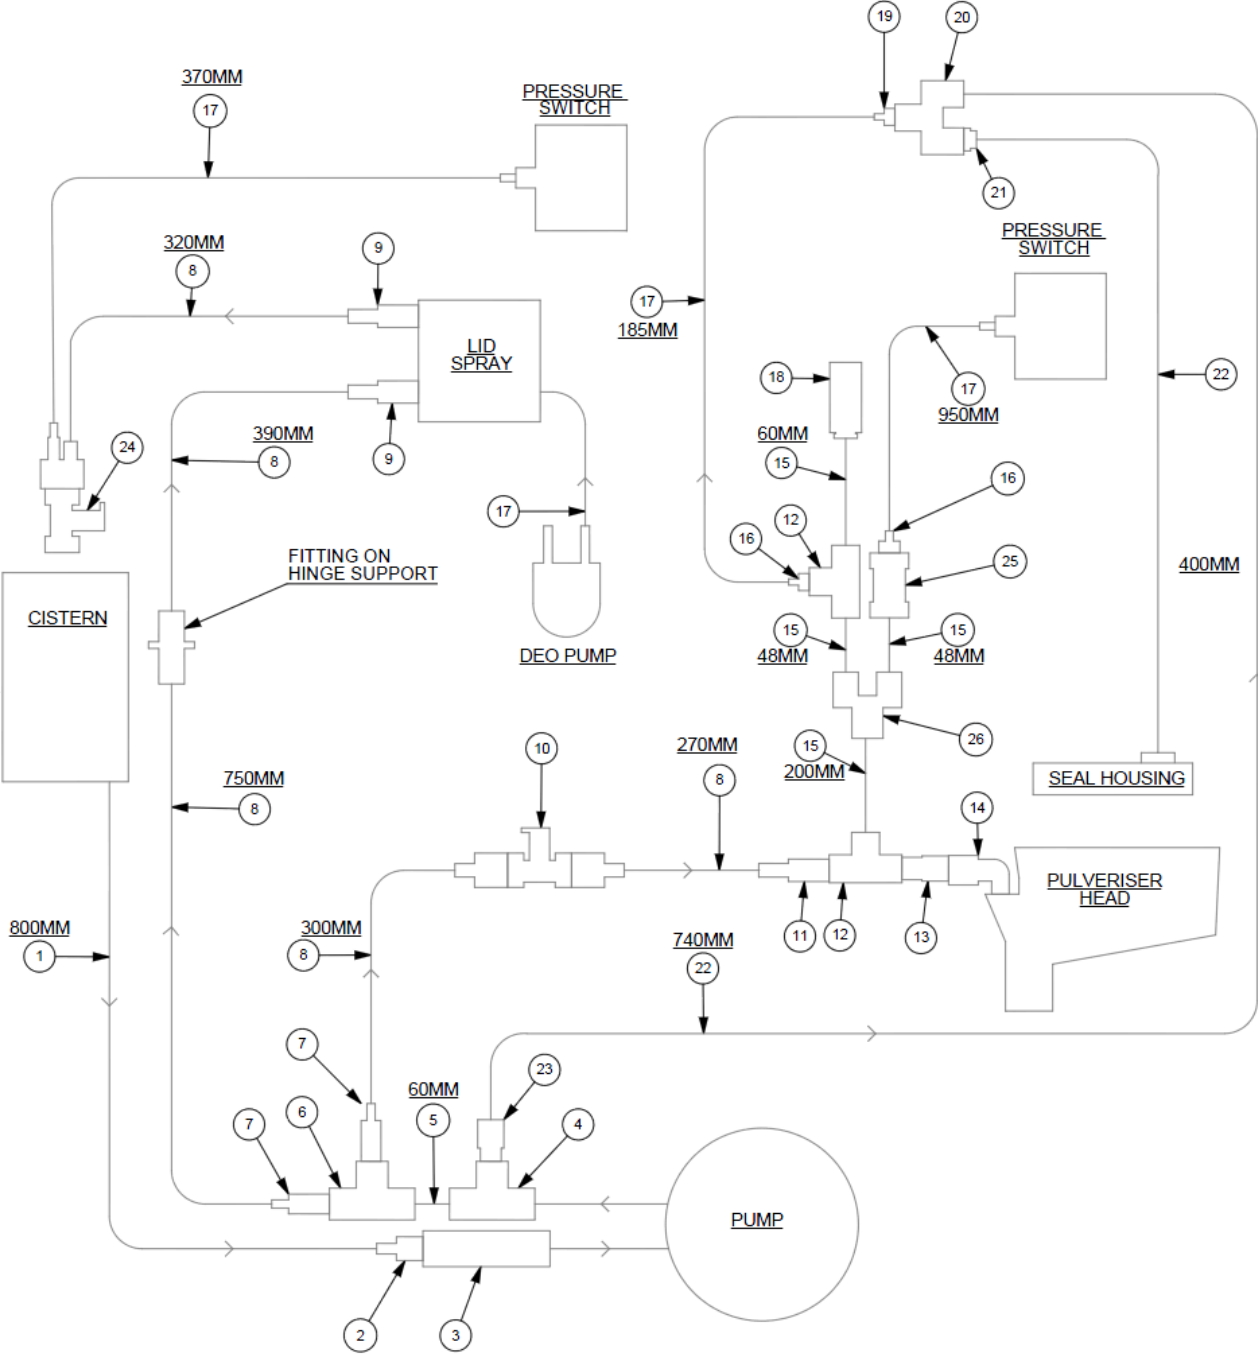 19
20
370MM
17
PRESSURE
SWITCH
21
PRESSURE
SWITCH
320MM
8
9
17
185MM
LID
SPRAY
18
17
950MM
22
390MM
8
9
60MM
15
24
17
12
16
16
FITTING ON
HINGE SUPPORT
25
400MM
CISTERN
DEO PUMP
15
48MM
15
48MM
26
10
270MM
8
15
200MM
SEAL HOUSING
750MM
8
14
PULVERISER
HEAD
800MM
1
300MM
8
11
12
13
740MM
22
7
23
60MM
5
7
6
4
PUMP
2
3